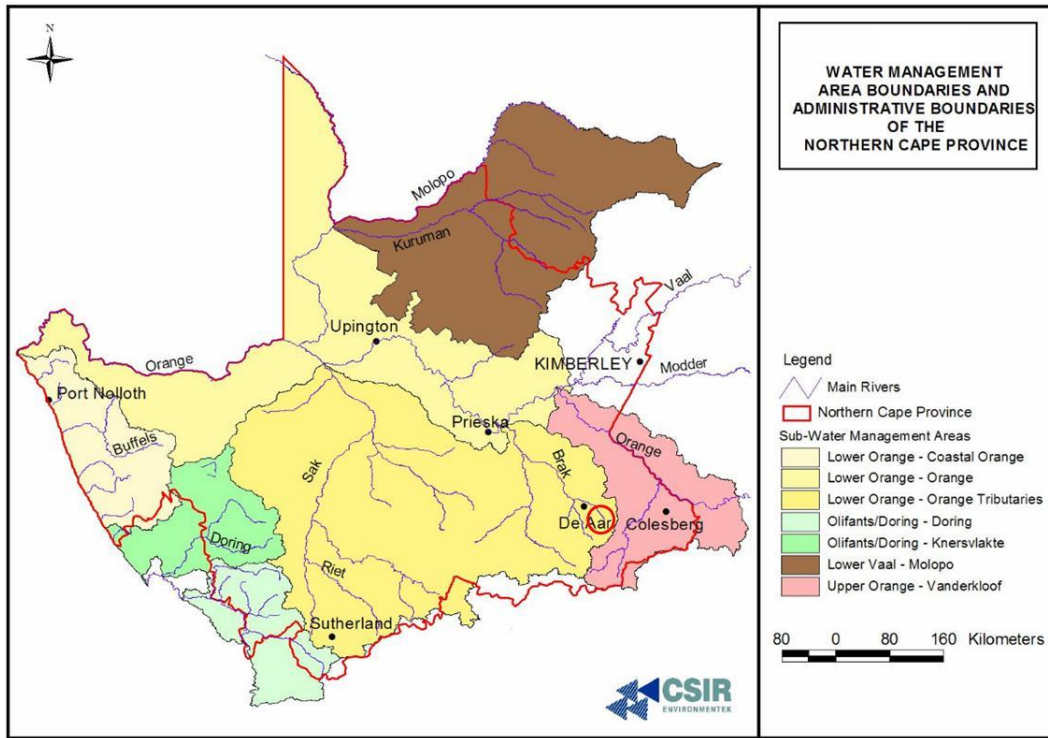 N
WATER MANAGEMENT
AREA BOUNDARIES AND
ADMINISTRATIVE BOUNDARIES
OF THE
NORTHERN CAPE PROVINCE
Molopo
Kuruman
Vaal
Upington
Orange
KIMBERLEY
Modder
Port Nolloth
Buffels
Prieska
Orange
Sak
Brak
De Aar
Colesberg
Doring
Riet
Sutherland
Legend
Main Rivers
Northern Cape Province
Sub-Water Management Areas
Lower Orange - Coastal Orange
Lower Orange - Orange
Lower Orange - Orange Tributaries
Olifants/Doring - Doring
Olifants/Doring - Knersvlakte
Lower Vaal - Molopo
Upper Orange - Vanderkloof
80 0 80 160 Kilometers
CSIR
ENVIRONMENTEK